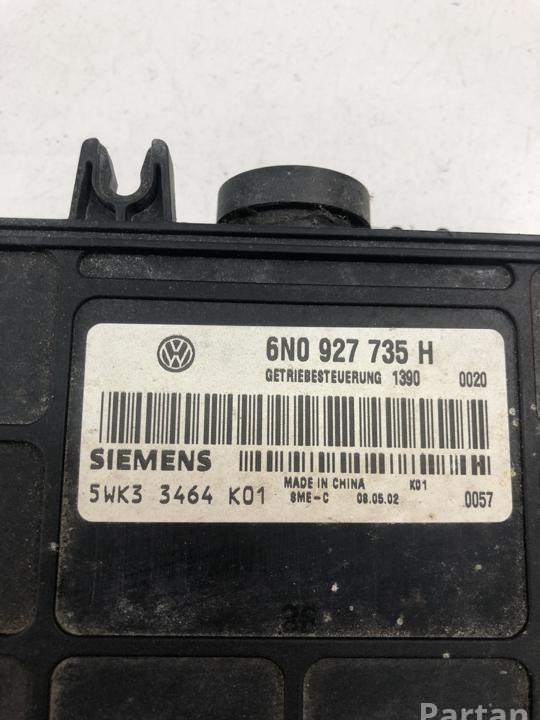 6N0 927 735 H
GETRIEBESTEUERUNG 1390 0020
SIEMENS H
5WK3 3464 K01
MADE IN CHINA K01
SME-C 08.05.02 0057
Partan